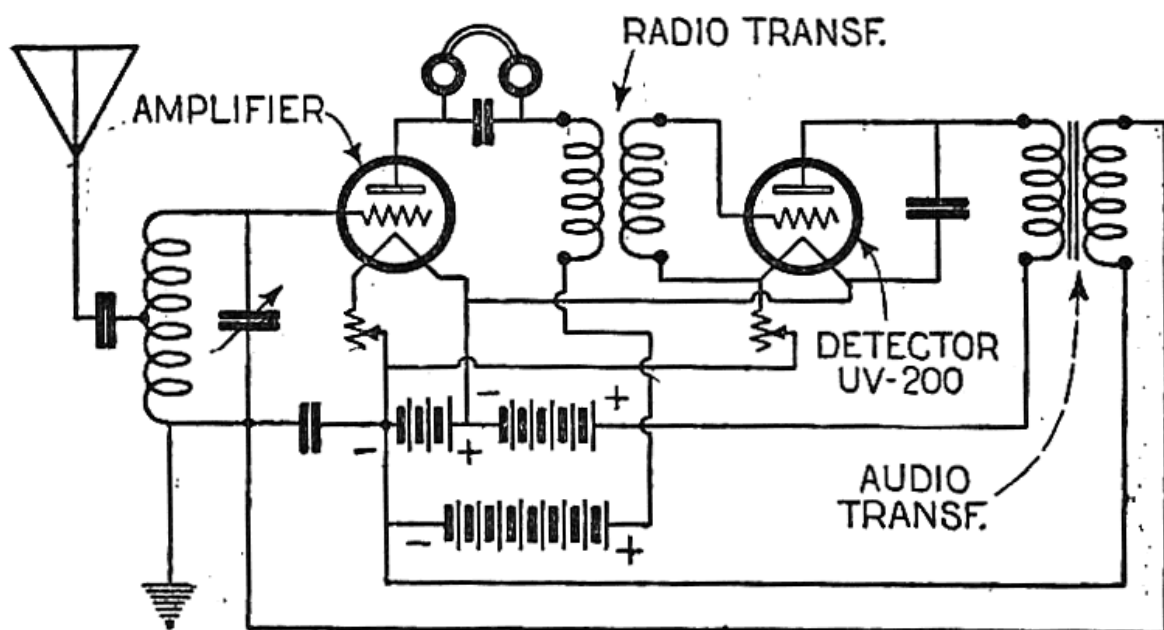 RADIO TRANSF.
AMPLIFIER
DETECTOR
UV-200
AUDIO
TRANSF.
- +
- +
- +